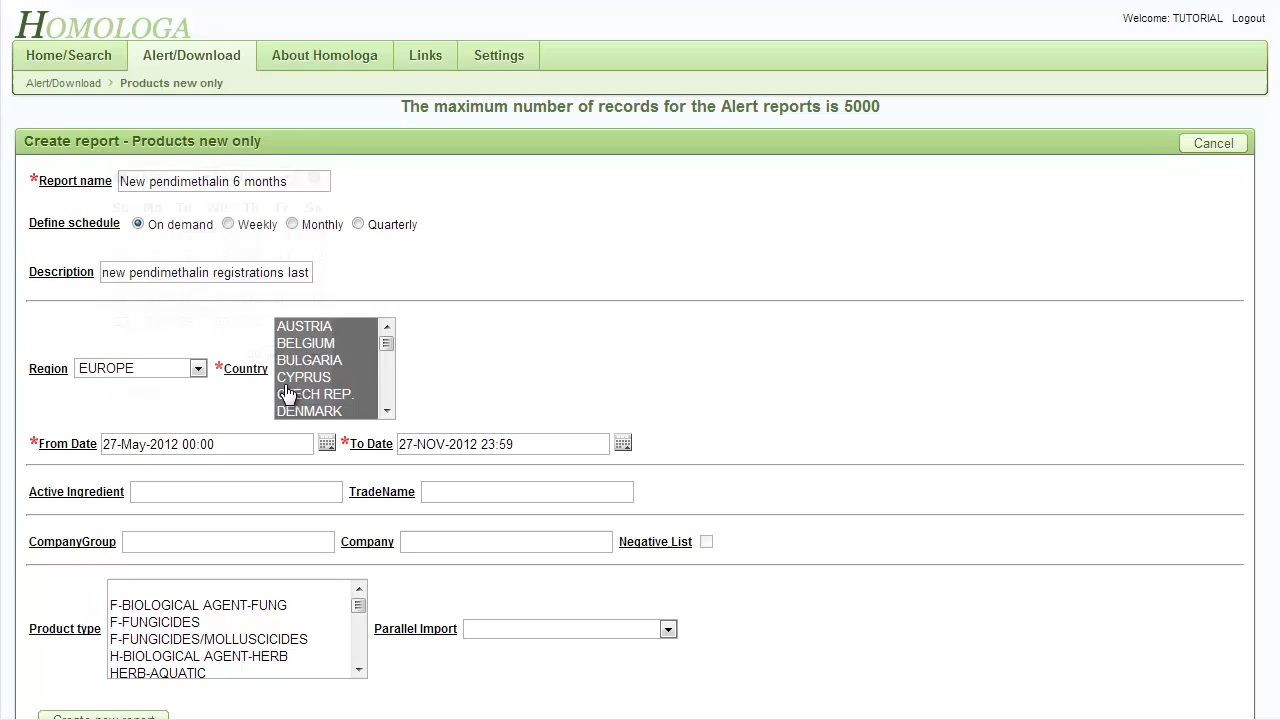 HOMOLOGA
Welcome: TUTORIAL Logout
Home/Search Alert/Download About Homologa Links Settings
Alert/Download > Products new only
The maximum number of records for the Alert reports is 5000
Create report - Products new only Cancel
*Report name New pendimethalin 6 months
Define schedule On demand Weekly Monthly Quarterly
Description new pendimethalin registrations last
AUSTRIA
BELGIUM
BULGARIA
Region EUROPE *Country
CYPRUS
CZECH REP.
DENMARK
*From Date 27-May-2012 00:00 *To Date 27-NOV-2012 23:59
Active Ingredient TradeName
CompanyGroup Company Negative List
F-BIOLOGICAL AGENT-FUNG
F-FUNGICIDES
Product type Parallel Import
F-FUNGICIDES/MOLLUSCICIDES
H-BIOLOGICAL AGENT-HERB
HERB-AQUATIC
Create new report